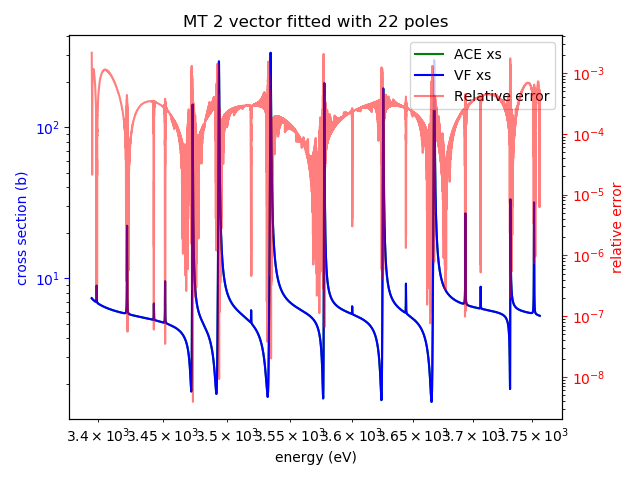 MT 2 vector fitted with 22 poles
ACE xs
VF xs
Relative error
cross section (b)
10²
10¹
10⁻³
10⁻⁴
10⁻⁵
10⁻⁶
10⁻⁷
10⁻⁸
relative error
3.4 × 10³ 3.45 × 10³ 3.5 × 10³ 3.55 × 10³ 3.6 × 10³ 3.65 × 10³ 3.7 × 10³ 3.75 × 10³
energy (eV)